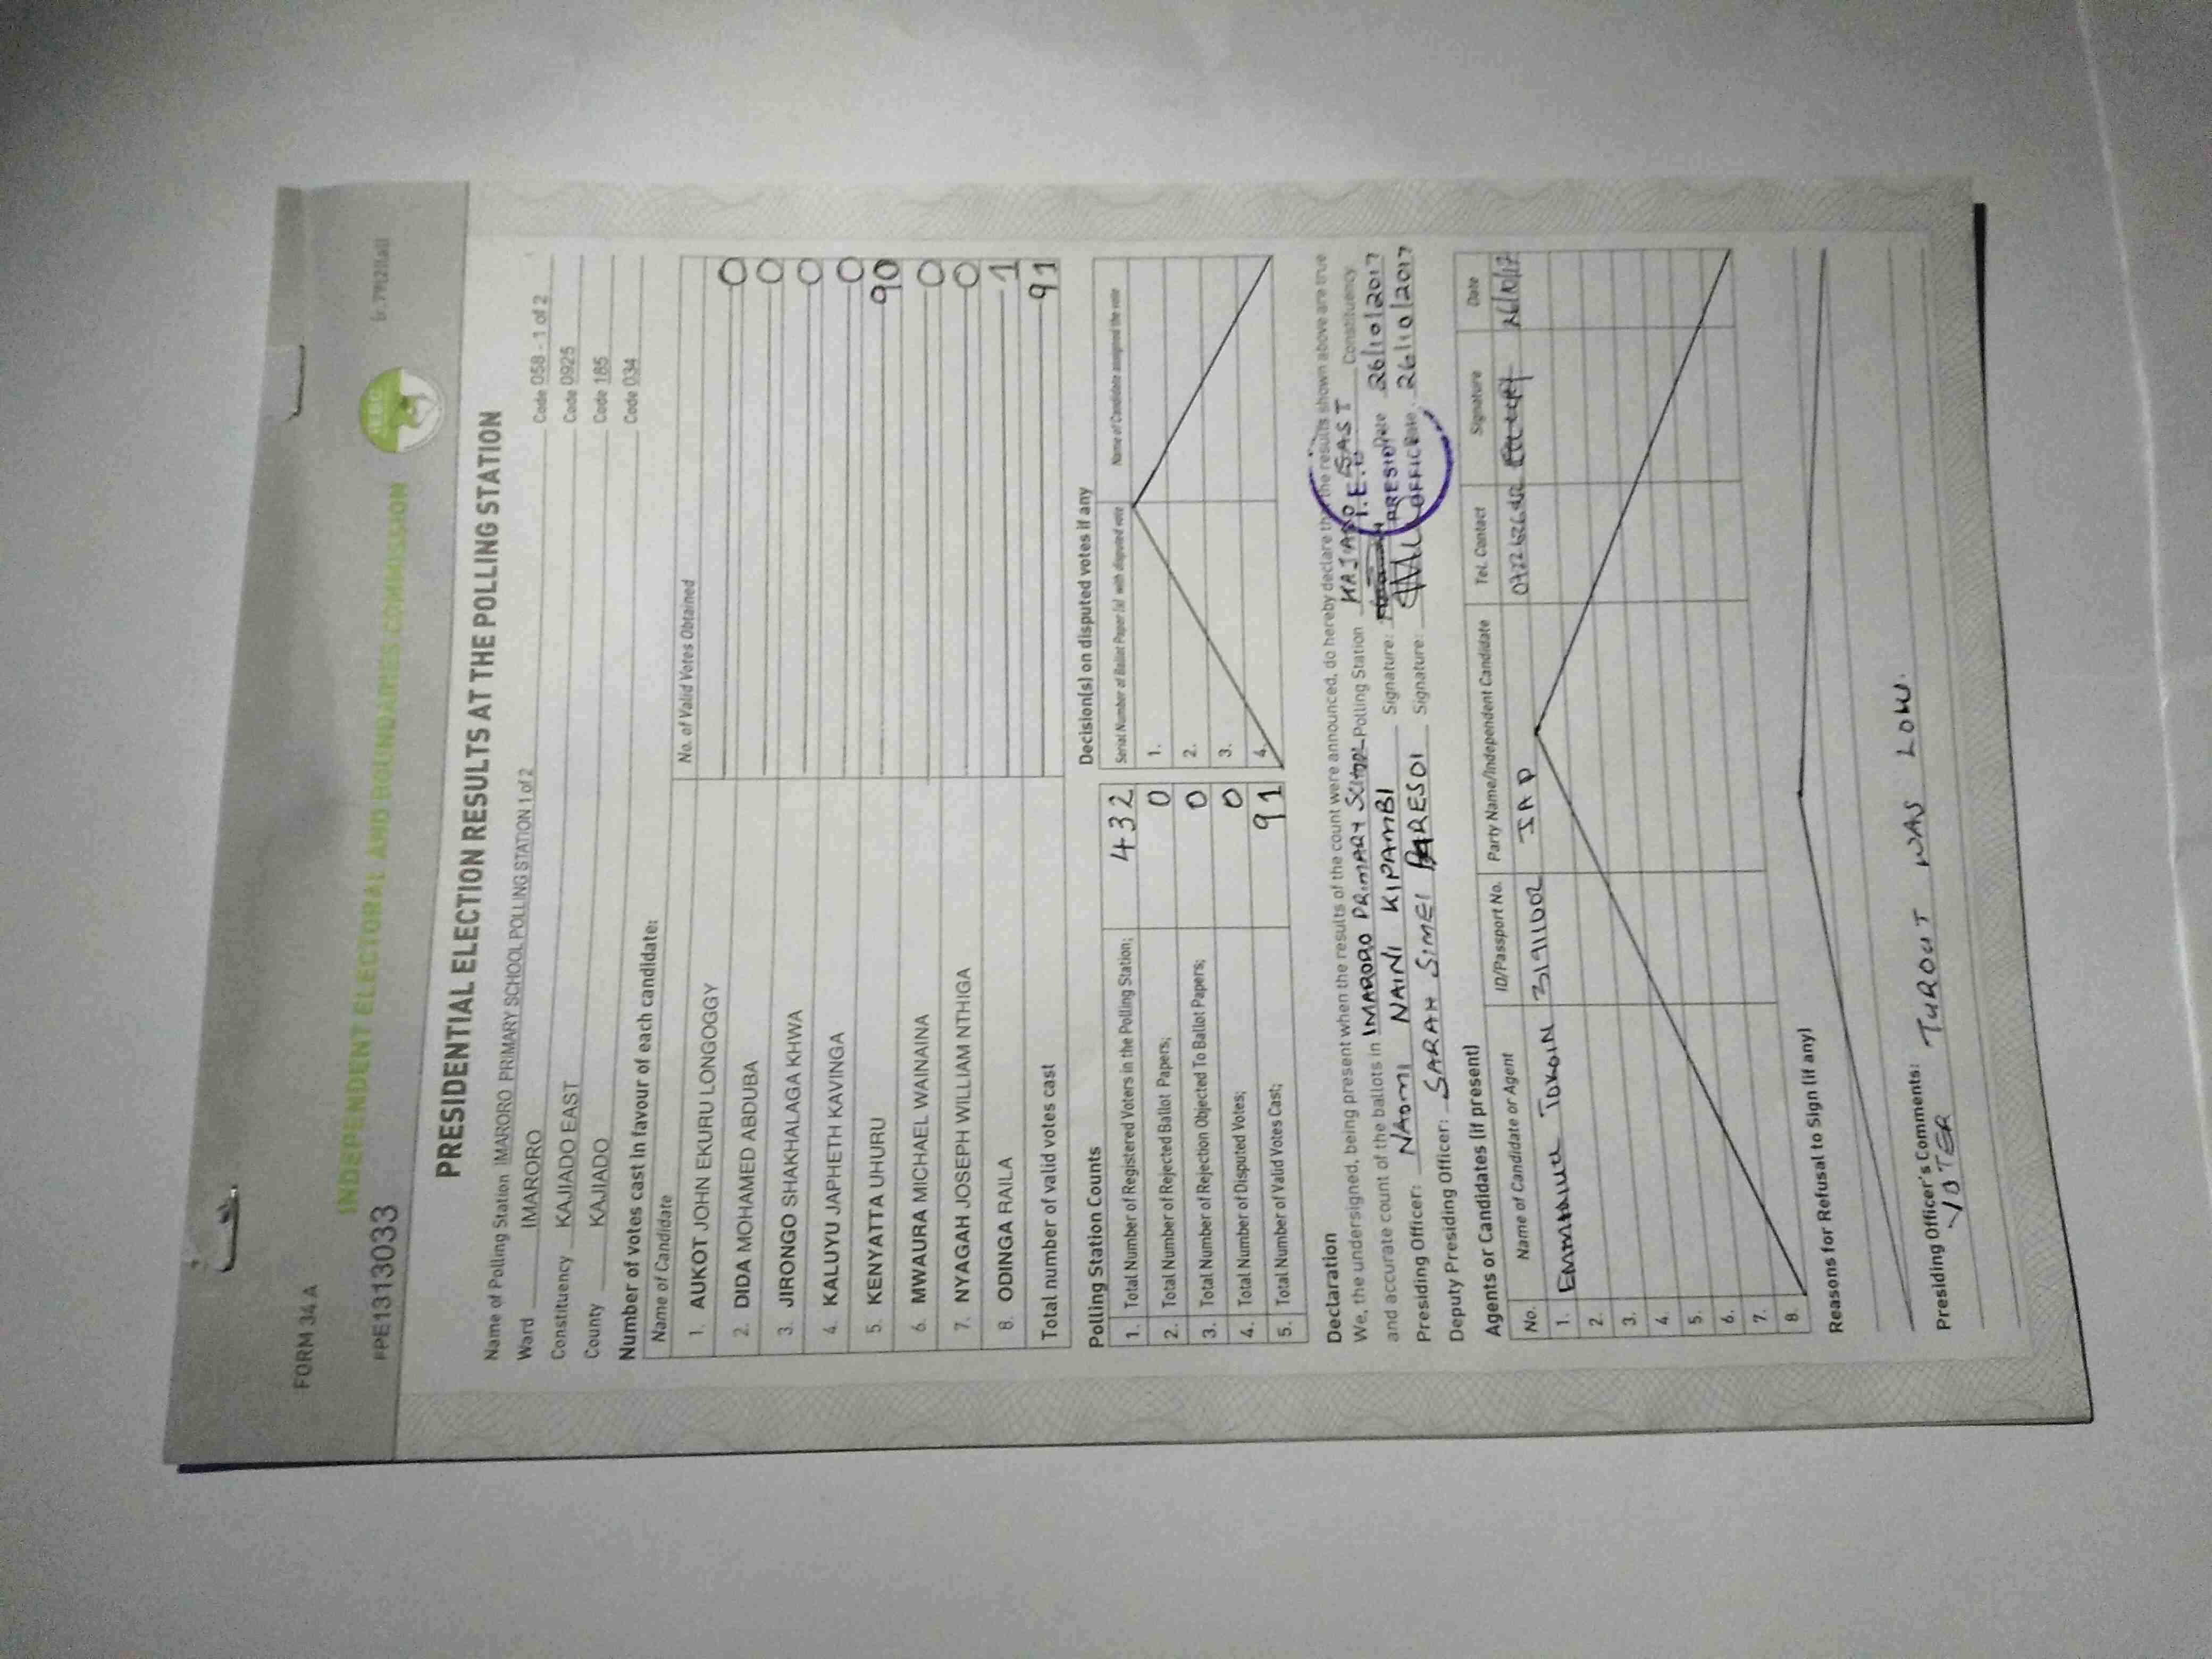 FORM 34 A
INDEPENDENT ELECTORAL AND BOUNDARIES COMMISSION
IEBC
PRESIDENTIAL ELECTION RESULTS AT THE POLLING STATION
Name of Polling Station IMARORO PRIMARY SCHOOL POLLING STATION 1 of 2 Code 058 - 1 of 2
Ward IMARORO Code 0925
Constituency KAJIADO EAST Code 185
County KAJIADO Code 034
Number of votes cast in favour of each candidate:
Name of Candidate No. of Valid Votes Obtained
1. AUKOT JOHN EKURU LONGOGGY 0
2. DIDA MOHAMED ABDUBA 0
3. JIRONGO SHAKHALAGA KHWA 0
4. KALUYU JAPHETH KAVINGA 0
5. KENYATTA UHURU 90
6. MWAURA MICHAEL WAINAINA 0
7. NYAGAH JOSEPH WILLIAM NTHIGA 0
8. ODINGA RAILA 1
Total number of valid votes cast 91
Polling Station Counts
1. Total Number of Registered Voters in the Polling Station; 432
2. Total Number of Rejected Ballot Papers; 0
3. Total Number of Rejection Objected To Ballot Papers; 0
4. Total Number of Disputed Votes; 0
5. Total Number of Valid Votes Cast; 91
Decision(s) on disputed votes if any
Serial Number of Ballot Paper (s) with disputed vote Name of Candidate assigned the vote
1.
2.
3.
4.
Declaration
We, the undersigned, being present when the results of the count were announced, do hereby declare that the results shown above are true
and accurate count of the ballots in IMARORO PRIMARY SCHOOL Polling Station KAJIADO EAST Constituency
Presiding Officer: NAOMI NAINI KIPAMBI Signature: Date 26/10/2017
Deputy Presiding Officer: SARAH SIMEI PARESOI Signature: Date 26/10/2017
I.E.B.C
PRESIDING
OFFICER
Agents or Candidates (if present)
No. Name of Candidate or Agent ID/Passport No. Party Name/Independent Candidate Tel. Contact Signature Date
1. Emmanuel JAP 26/10/17
2.
3.
4.
5.
6.
7.
8.
Reasons for Refusal to Sign (if any)
Presiding Officer's Comments: TUROUT WAS LOW.
VOTER